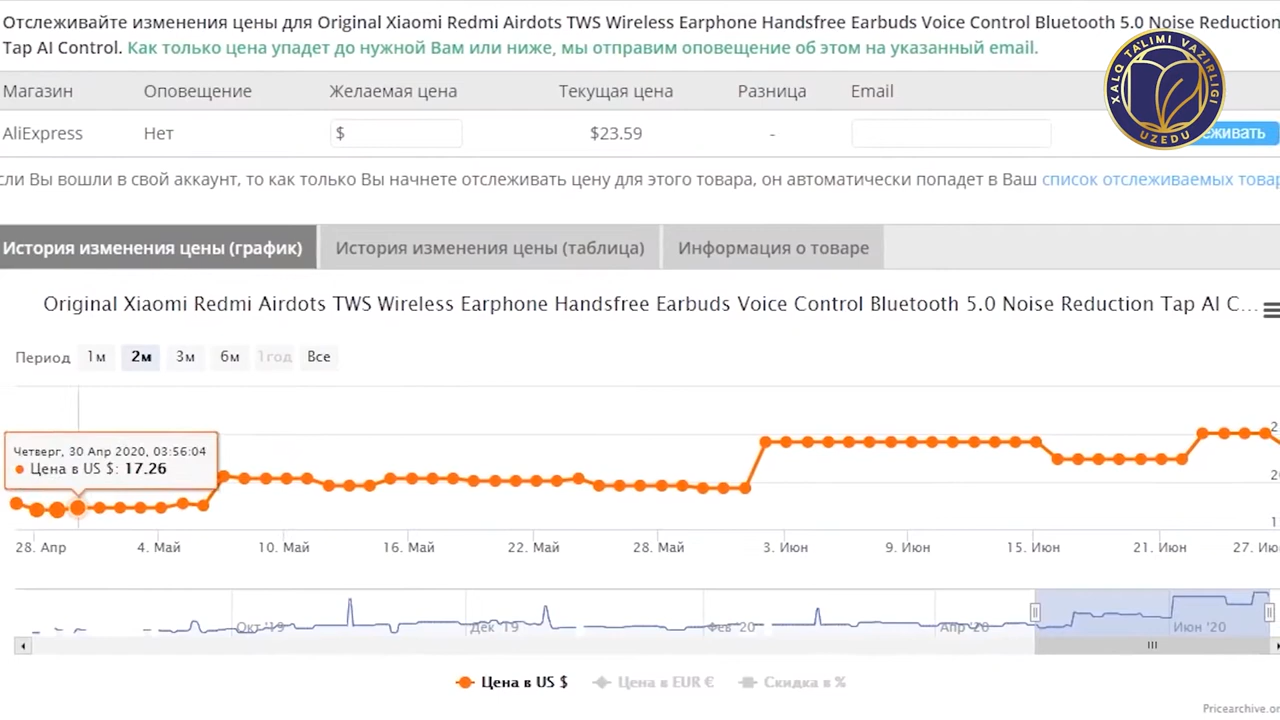 Отслеживайте изменения цены для Original Xiaomi Redmi Airdots TWS Wireless Earphone Handsfree Earbuds Voice Control Bluetooth 5.0 Noise Reduction
Tap AI Control. Как только цена упадет до нужной Вам или ниже, мы отправим оповещение об этом на указанный email.
XALQ TALIMI VAZIRLIGI
UZEDU
Магазин Оповещение Желаемая цена Текущая цена Разница Email
AliExpress Нет $ $23.59 - еживать
сли Вы вошли в свой аккаунт, то как только Вы начнете отслеживать цену для этого товара, он автоматически попадет в Ваш список отслеживаемых товар
История изменения цены (график) История изменения цены (таблица) Информация о товаре
Original Xiaomi Redmi Airdots TWS Wireless Earphone Handsfree Earbuds Voice Control Bluetooth 5.0 Noise Reduction Tap AI C...
Период 1м 2м 3м 6м 1год Все
Четверг, 30 Апр 2020, 03:56:04
Цена в US $: 17.26
28. Апр 4. Май 10. Май 16. Май 22. Май 28. Май 3. Июн 9. Июн 15. Июн 21. Июн 27. Ию
Окт '19 Дек '19 Фев '20 Апр '20 Июн '20
Цена в US $ Цена в EUR € Скидка в %
Pricearchive.or